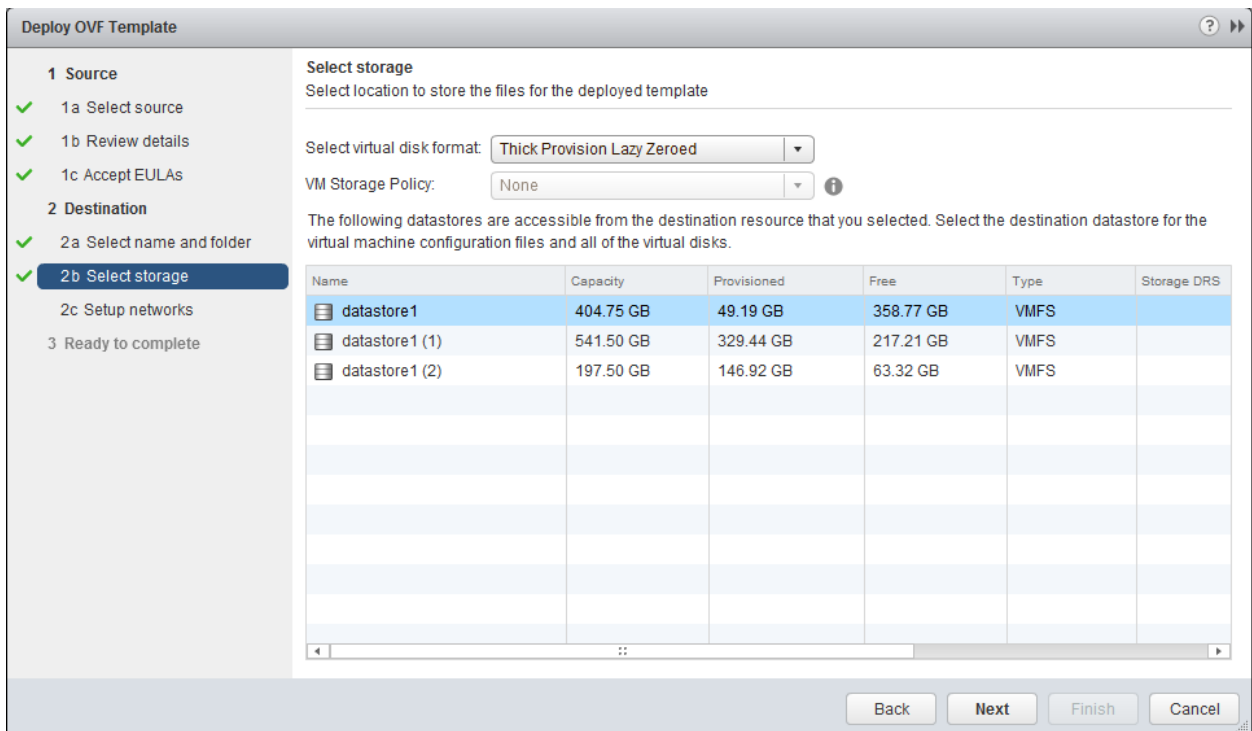 Deploy OVF Template
1 Source
1a Select source
1b Review details
1c Accept EULAs
2 Destination
2a Select name and folder
2b Select storage
2c Setup networks
3 Ready to complete
Select storage
Select location to store the files for the deployed template
Select virtual disk format: Thick Provision Lazy Zeroed
VM Storage Policy: None
The following datastores are accessible from the destination resource that you selected. Select the destination datastore for the
virtual machine configuration files and all of the virtual disks.
Name Capacity Provisioned Free Type Storage DRS
datastore1 404.75 GB 49.19 GB 358.77 GB VMFS
datastore1 (1) 541.50 GB 329.44 GB 217.21 GB VMFS
datastore1 (2) 197.50 GB 146.92 GB 63.32 GB VMFS
Back Next Finish Cancel